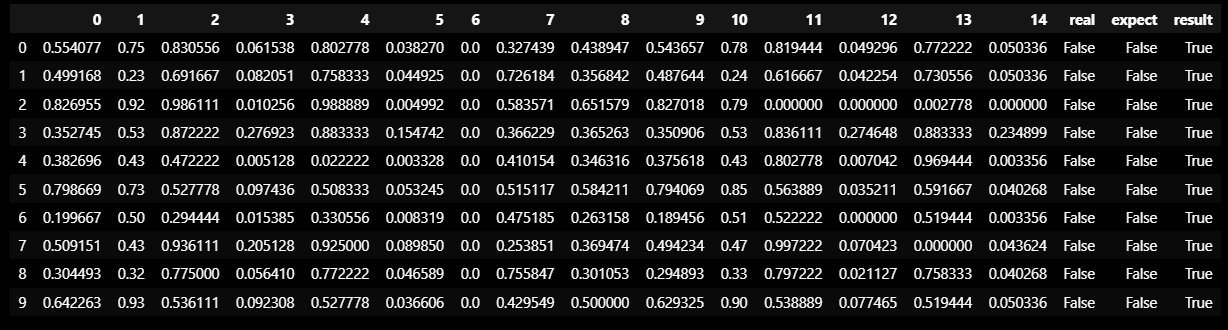 0 1 2 3 4 5 6 7 8 9 10 11 12 13 14 real expect result
0 0.554077 0.75 0.830556 0.061538 0.802778 0.038270 0.0 0.327439 0.438947 0.543657 0.78 0.819444 0.049296 0.772222 0.050336 False False True
1 0.499168 0.23 0.691667 0.082051 0.758333 0.044925 0.0 0.726184 0.356842 0.487644 0.24 0.616667 0.042254 0.730556 0.050336 False False True
2 0.826955 0.92 0.986111 0.010256 0.988889 0.004992 0.0 0.583571 0.651579 0.827018 0.79 0.000000 0.000000 0.002778 0.000000 False False True
3 0.352745 0.53 0.872222 0.276923 0.883333 0.154742 0.0 0.366229 0.365263 0.350906 0.53 0.836111 0.274648 0.883333 0.234899 False False True
4 0.382696 0.43 0.472222 0.005128 0.022222 0.003328 0.0 0.410154 0.346316 0.375618 0.43 0.802778 0.007042 0.969444 0.003356 False False True
5 0.798669 0.73 0.527778 0.097436 0.508333 0.053245 0.0 0.515117 0.584211 0.794069 0.85 0.563889 0.035211 0.591667 0.040268 False False True
6 0.199667 0.50 0.294444 0.015385 0.330556 0.008319 0.0 0.475185 0.263158 0.189456 0.51 0.522222 0.000000 0.519444 0.003356 False False True
7 0.509151 0.43 0.936111 0.205128 0.925000 0.089850 0.0 0.253851 0.369474 0.494234 0.47 0.997222 0.070423 0.000000 0.043624 False False True
8 0.304493 0.32 0.775000 0.056410 0.772222 0.046589 0.0 0.755847 0.301053 0.294893 0.33 0.797222 0.021127 0.758333 0.040268 False False True
9 0.642263 0.93 0.536111 0.092308 0.527778 0.036606 0.0 0.429549 0.500000 0.629325 0.90 0.538889 0.077465 0.519444 0.050336 False False True